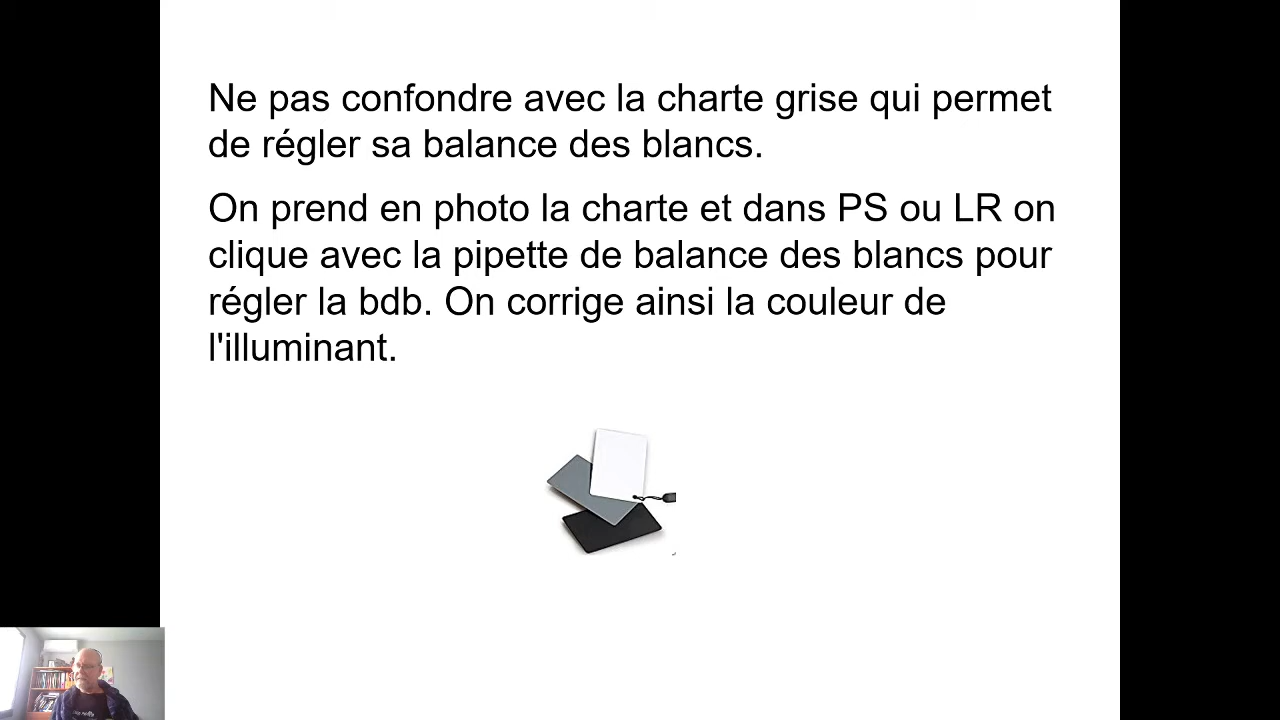 Ne pas confondre avec la charte grise qui permet
de régler sa balance des blancs.
On prend en photo la charte et dans PS ou LR on
clique avec la pipette de balance des blancs pour
régler la bdb. On corrige ainsi la couleur de
l'illuminant.